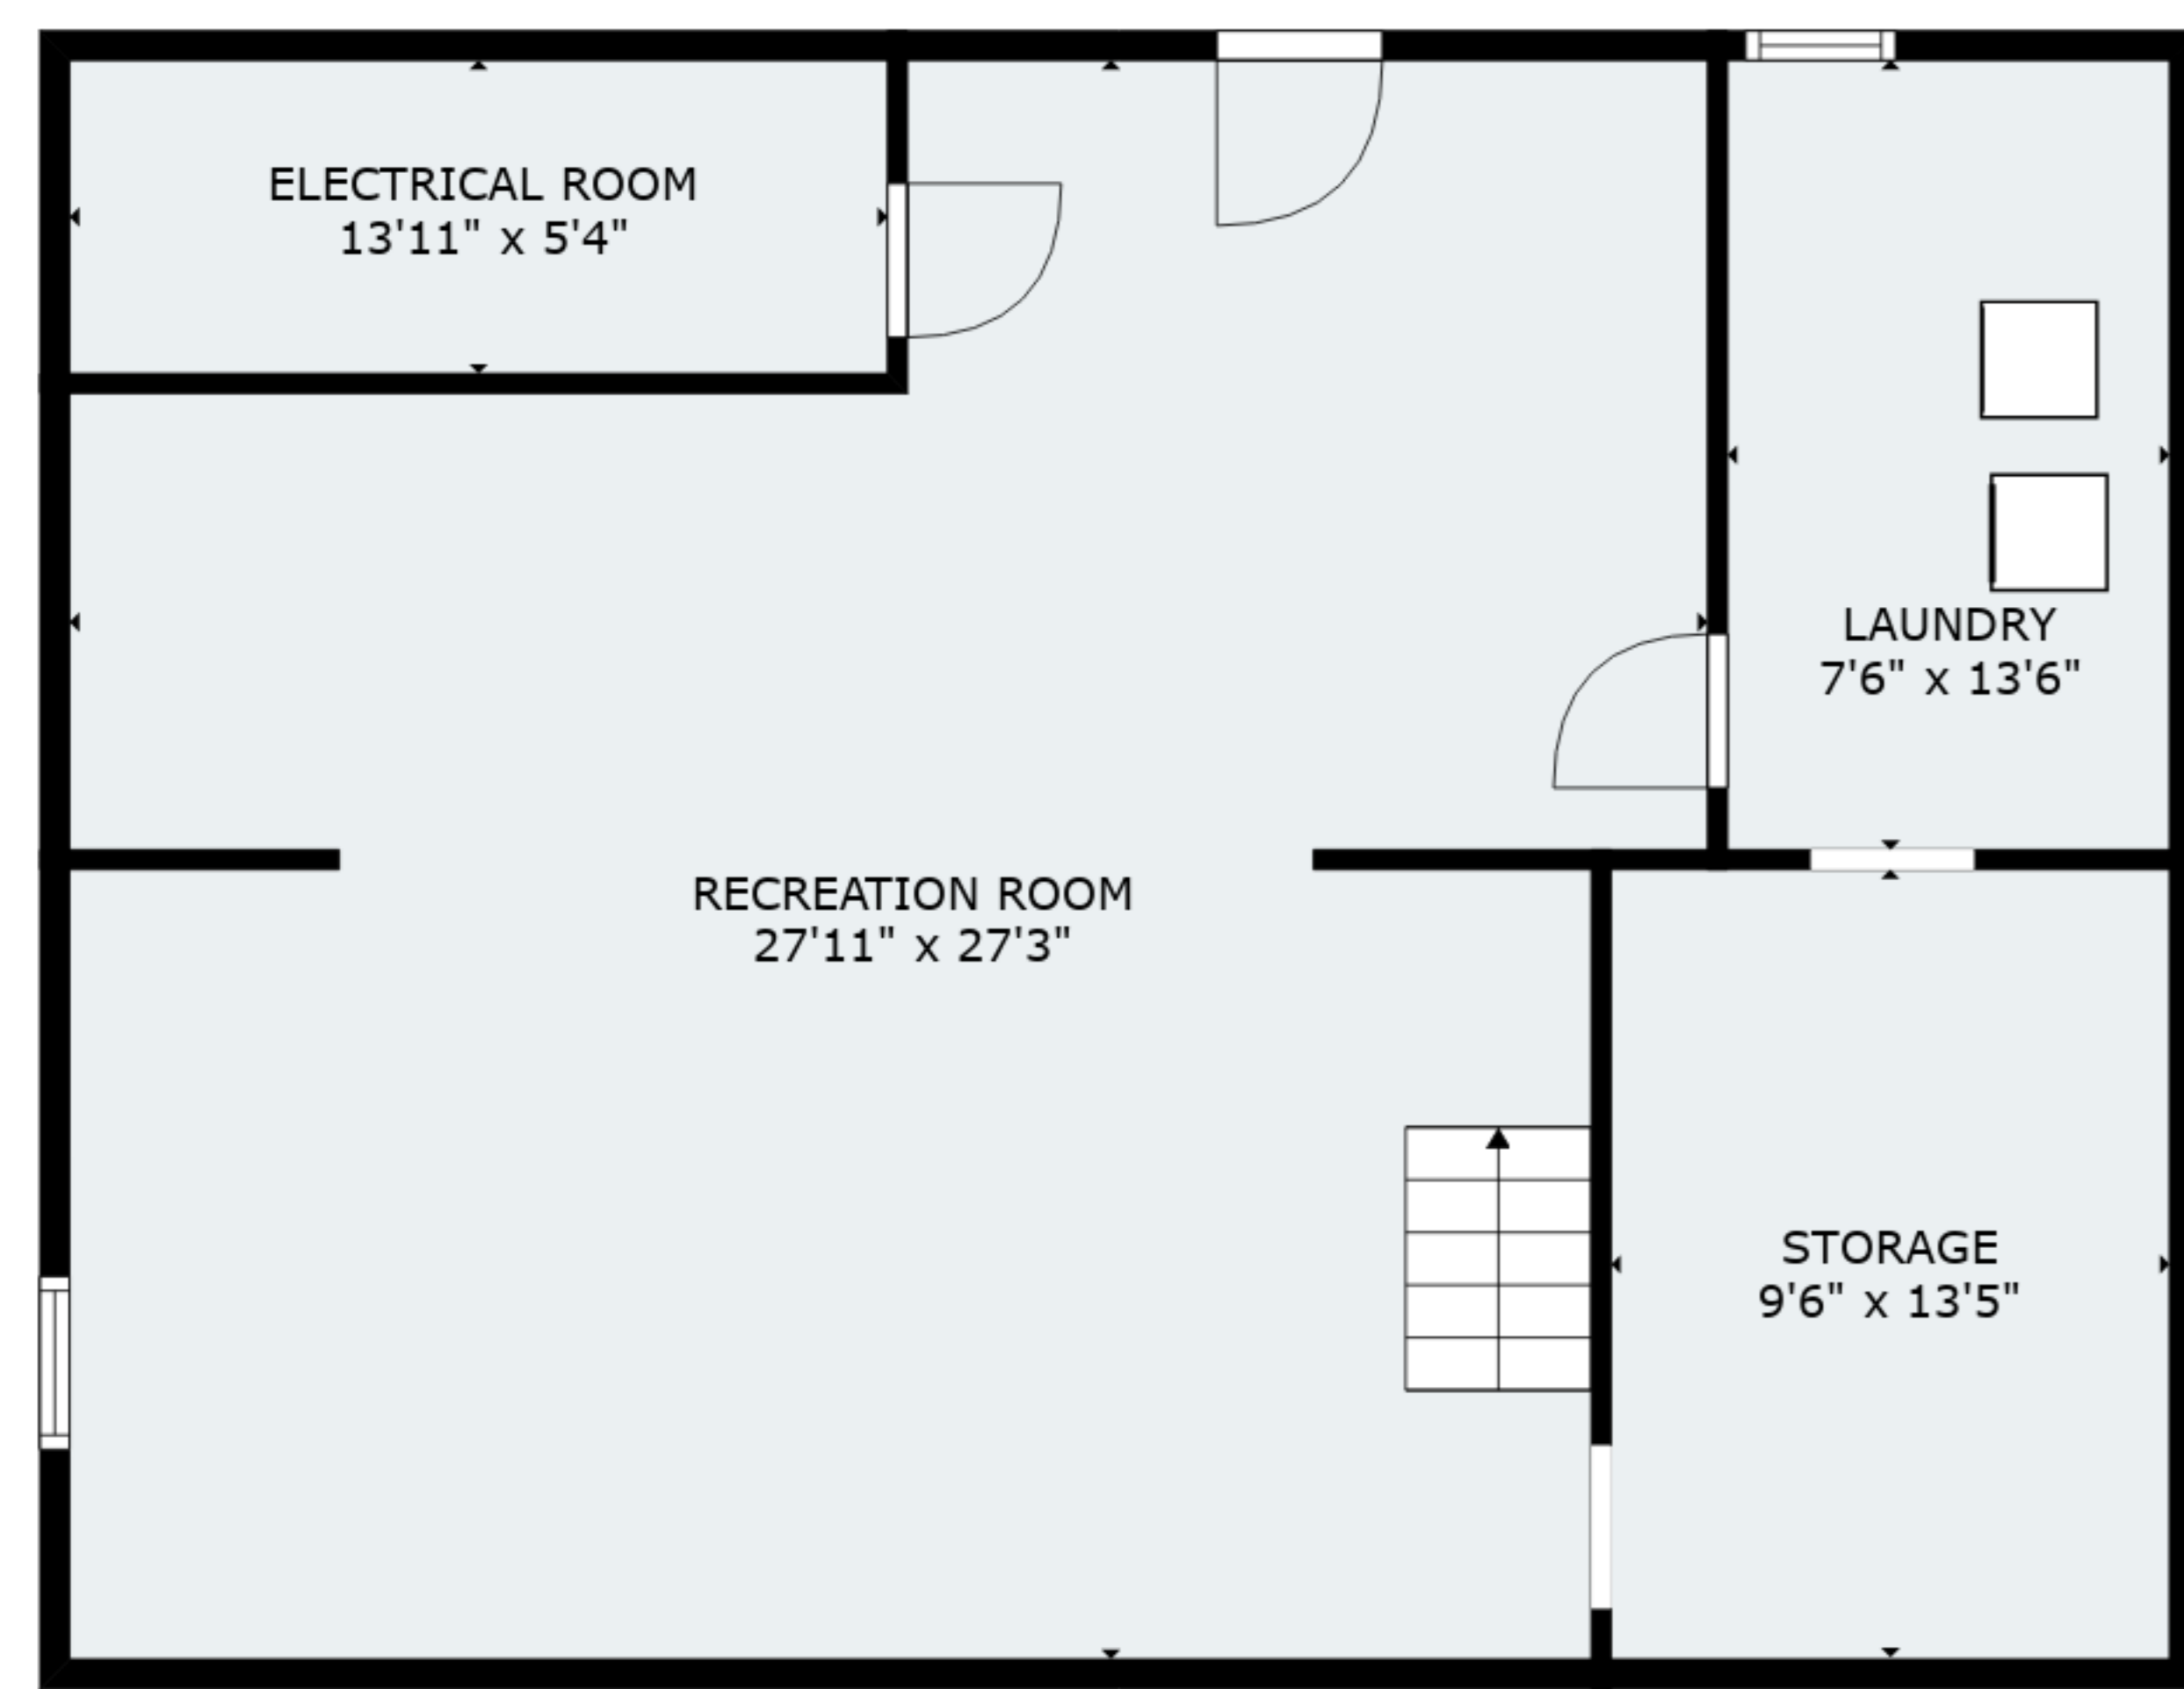 ELECTRICAL ROOM
13'11" x 5'4"
LAUNDRY
7'6" x 13'6"
RECREATION ROOM
27'11" x 27'3"
STORAGE
9'6" x 13'5"